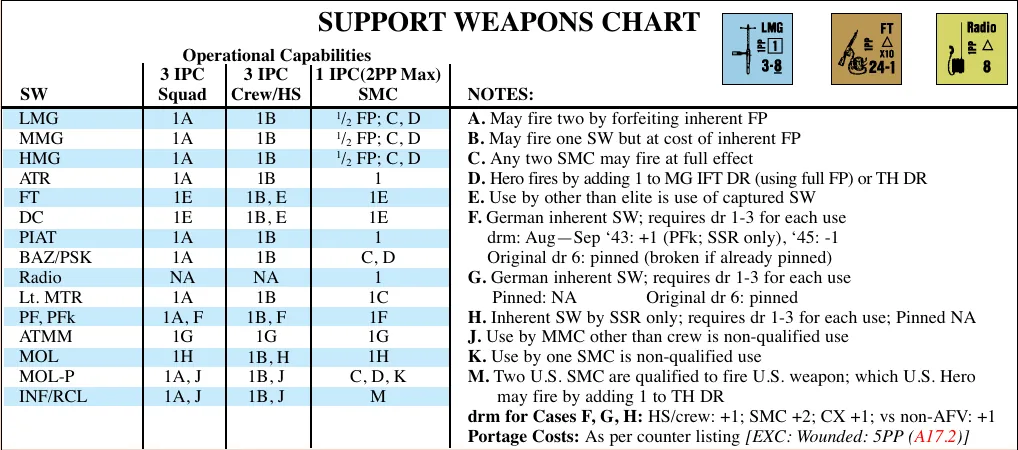 SUPPORT WEAPONS CHART
LMG
IPP 1
3-8
FT
IPP △
X10
24-1
Radio
IPP △
8
Operational Capabilities
3 IPC 3 IPC 1 IPC(2PP Max)
SW Squad Crew/HS SMC NOTES:
LMG 1A 1B 1/2 FP; C, D A. May fire two by forfeiting inherent FP
MMG 1A 1B 1/2 FP; C, D B. May fire one SW but at cost of inherent FP
HMG 1A 1B 1/2 FP; C, D C. Any two SMC may fire at full effect
ATR 1A 1B 1 D. Hero fires by adding 1 to MG IFT DR (using full FP) or TH DR
FT 1E 1B, E 1E E. Use by other than elite is use of captured SW
DC 1E 1B, E 1E F. German inherent SW; requires dr 1-3 for each use
PIAT 1A 1B 1 drm: Aug—Sep ‘43: +1 (PFk; SSR only), ‘45: -1
BAZ/PSK 1A 1B C, D Original dr 6: pinned (broken if already pinned)
Radio NA NA 1 G. German inherent SW; requires dr 1-3 for each use
Lt. MTR 1A 1B 1C Pinned: NA Original dr 6: pinned
PF, PFk 1A, F 1B, F 1F H. Inherent SW by SSR only; requires dr 1-3 for each use; Pinned NA
ATMM 1G 1G 1G J. Use by MMC other than crew is non-qualified use
MOL 1H 1B, H 1H K. Use by one SMC is non-qualified use
MOL-P 1A, J 1B, J C, D, K M. Two U.S. SMC are qualified to fire U.S. weapon; which U.S. Hero
INF/RCL 1A, J 1B, J M may fire by adding 1 to TH DR
drm for Cases F, G, H: HS/crew: +1; SMC +2; CX +1; vs non-AFV: +1
Portage Costs: As per counter listing [EXC: Wounded: 5PP (A17.2)]